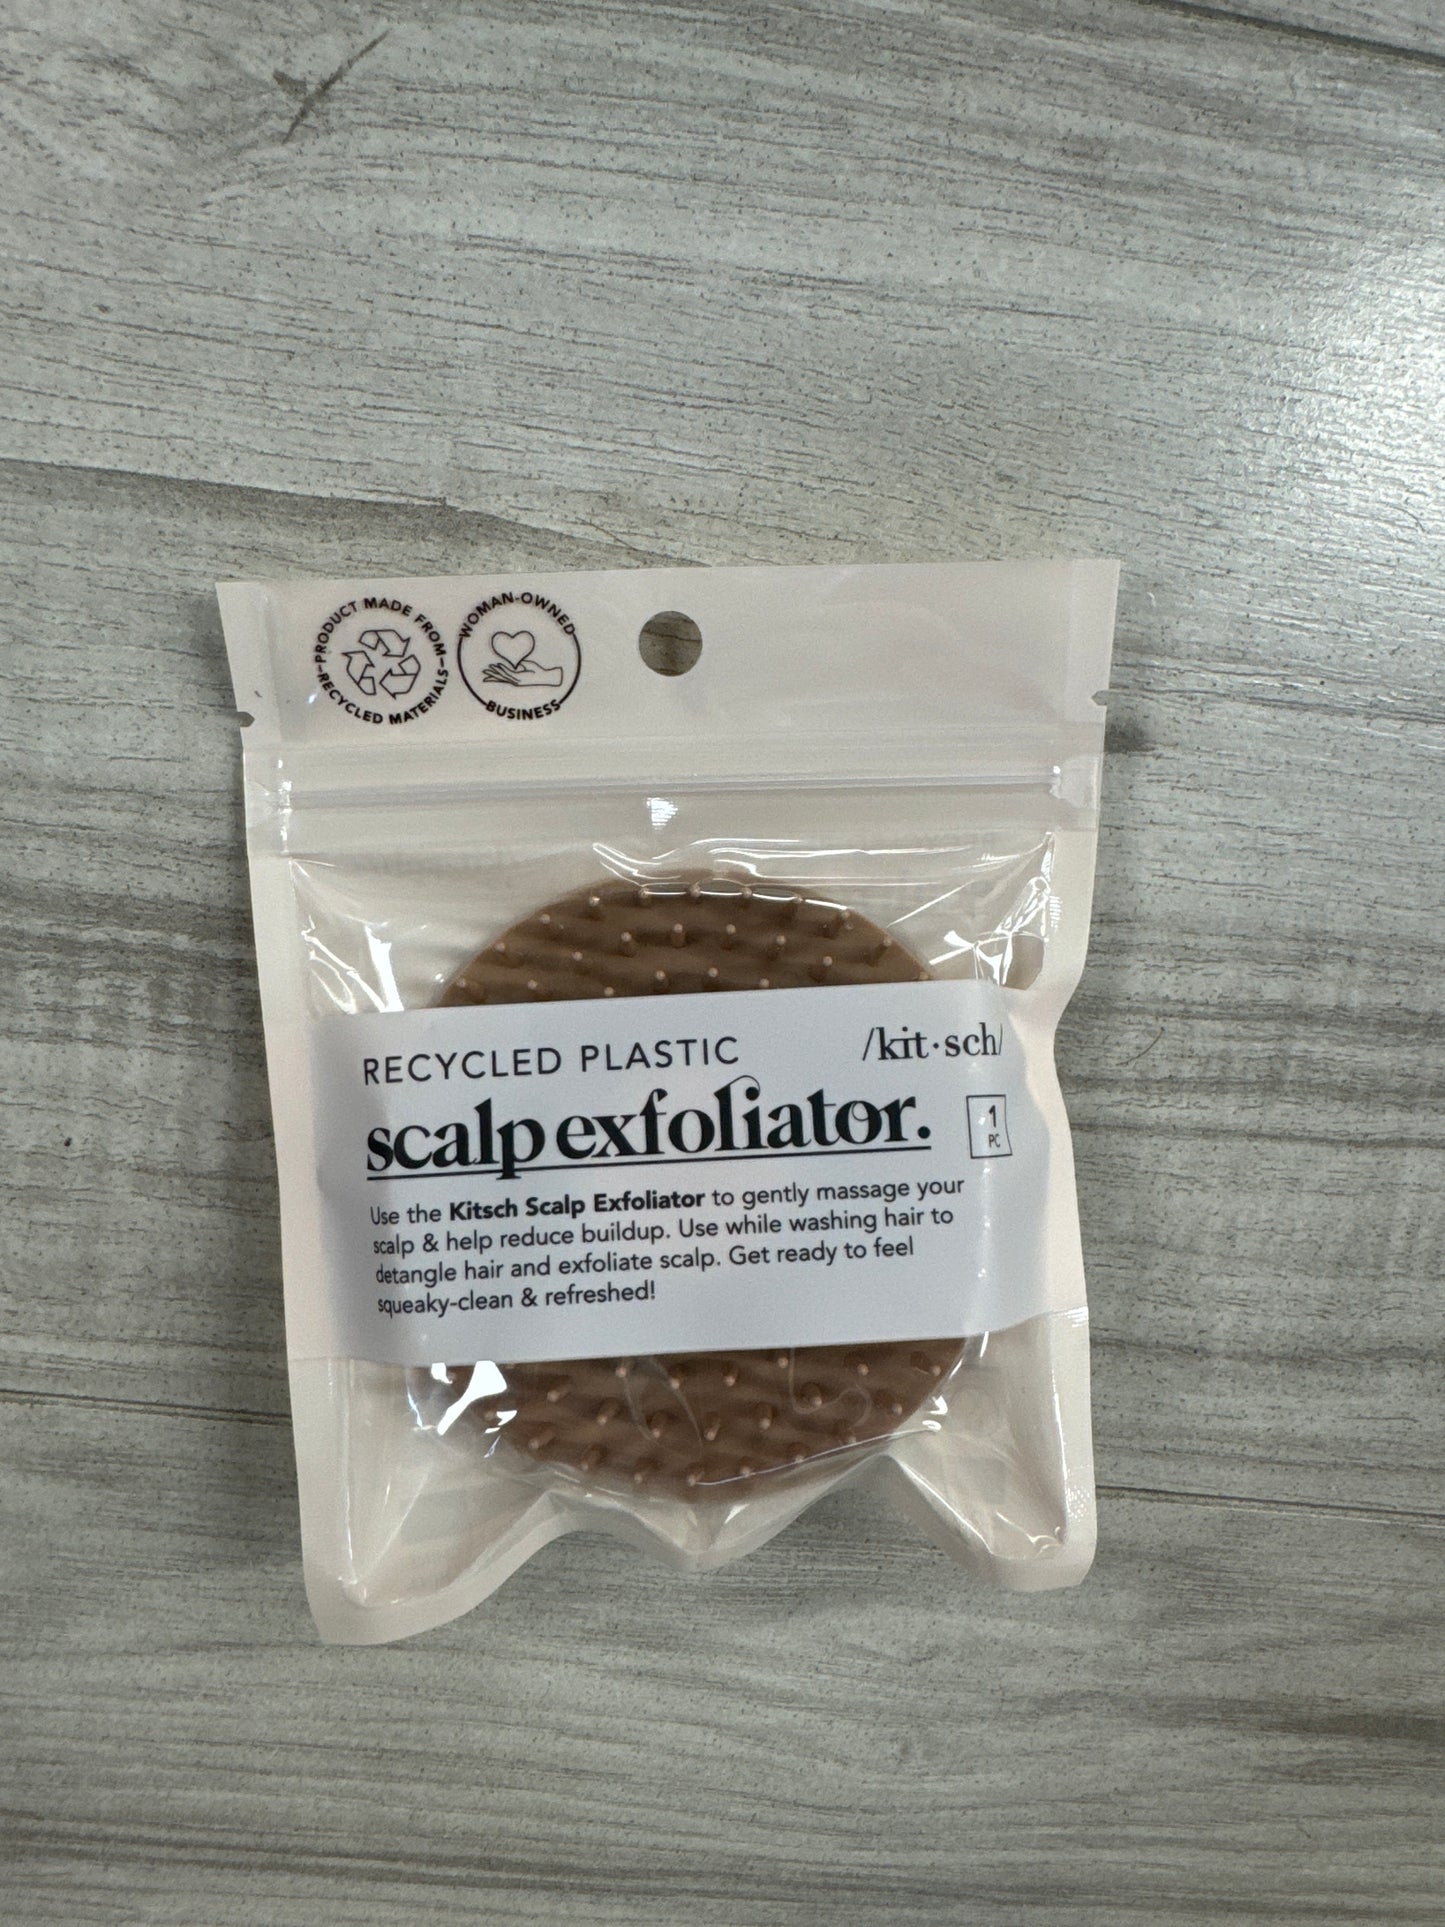 PRODUCT MADE FROM
RECYCLED MATERIALS
WOMAN-OWNED
BUSINESS
RECYCLED PLASTIC
/kit·sch/
scalp exfoliator.
1
PC
Use the Kitsch Scalp Exfoliator to gently massage your
scalp & help reduce buildup. Use while washing hair to
detangle hair and exfoliate scalp. Get ready to feel
squeaky-clean & refreshed!